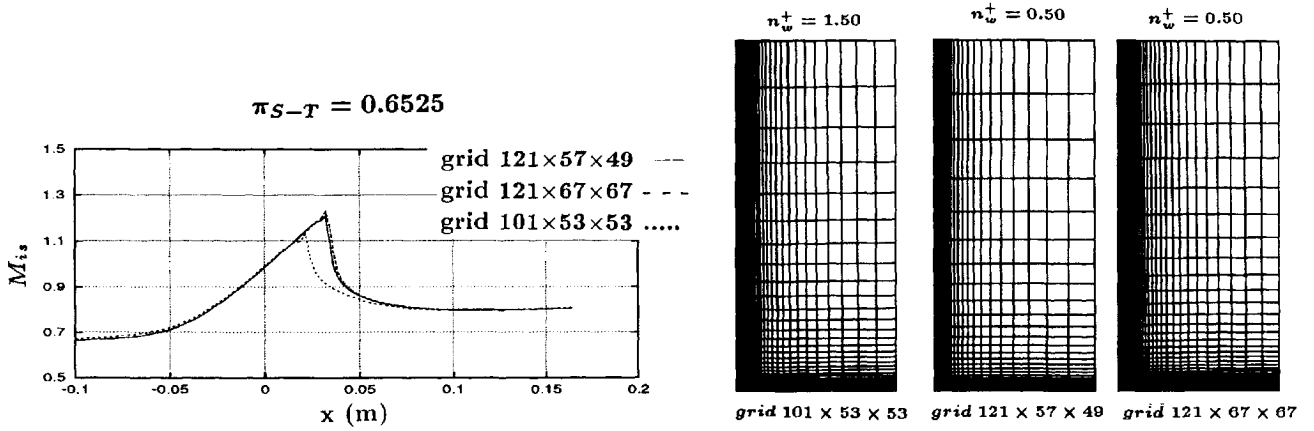 π_{S−T} = 0.6525
1.5
1.3
1.1
0.9
0.7
0.5
M_{is}
grid 121×57×49 —
grid 121×67×67 - - -
grid 101×53×53 .....
-0.1
-0.05
0
0.05
0.1
0.15
0.2
x (m)
n_w^+ = 1.50
n_w^+ = 0.50
n_w^+ = 0.50
grid 101 × 53 × 53
grid 121 × 57 × 49
grid 121 × 67 × 67